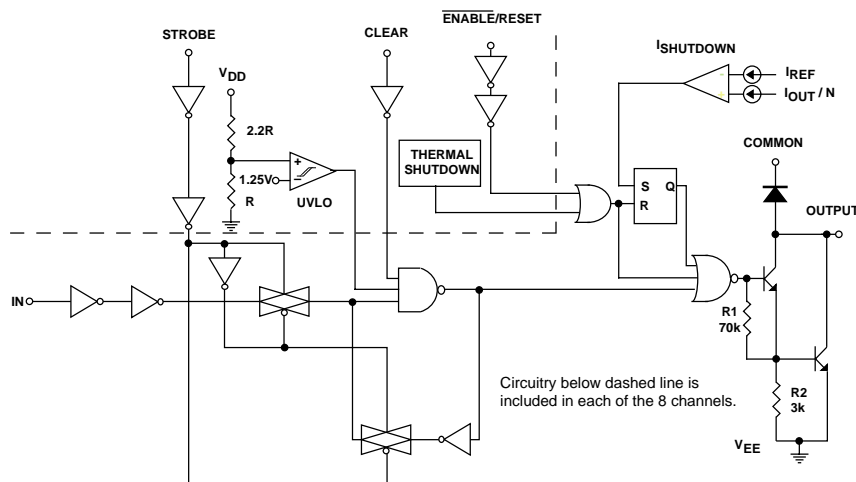 STROBE
CLEAR
ENABLE/RESET
ISHUTDOWN
IREF
IOUT / N
VDD
2.2R
1.25V
R
UVLO
THERMAL
SHUTDOWN
S
Q
R
COMMON
OUTPUT
IN
R1
70k
R2
3k
Circuitry below dashed line is
included in each of the 8 channels.
VEE
+
–
-
+